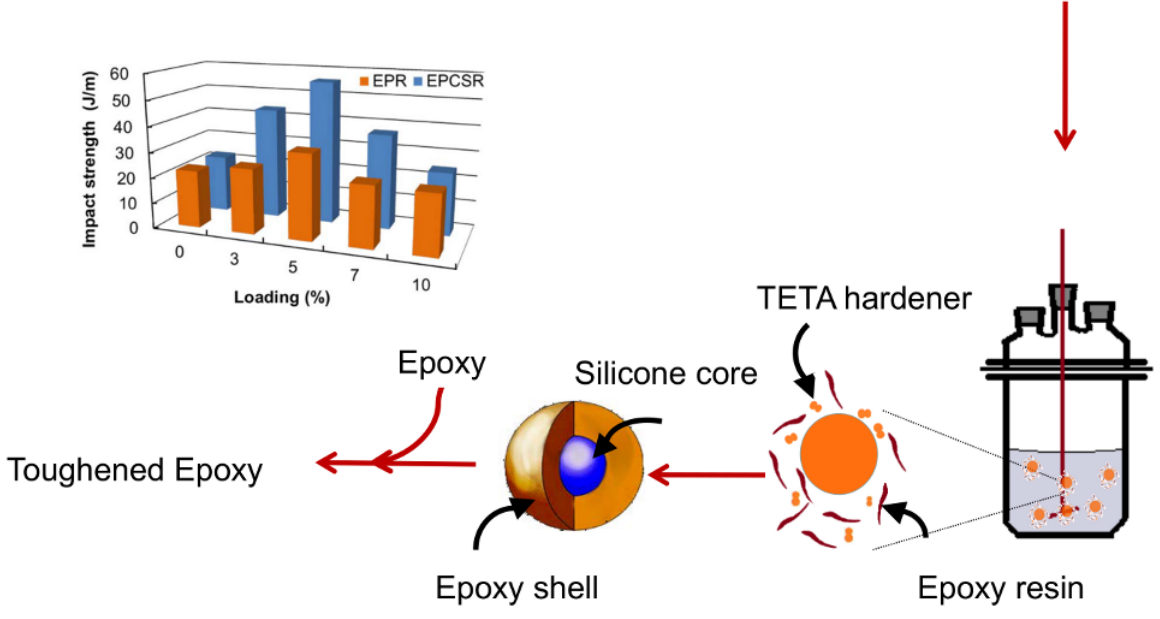 60
EPR EPCSR
50
40
30
20
10
0
Impact strength (J/m)
0 3 5 7 10
Loading (%)
TETA hardener
Epoxy
Silicone core
Toughened Epoxy
Epoxy shell
Epoxy resin